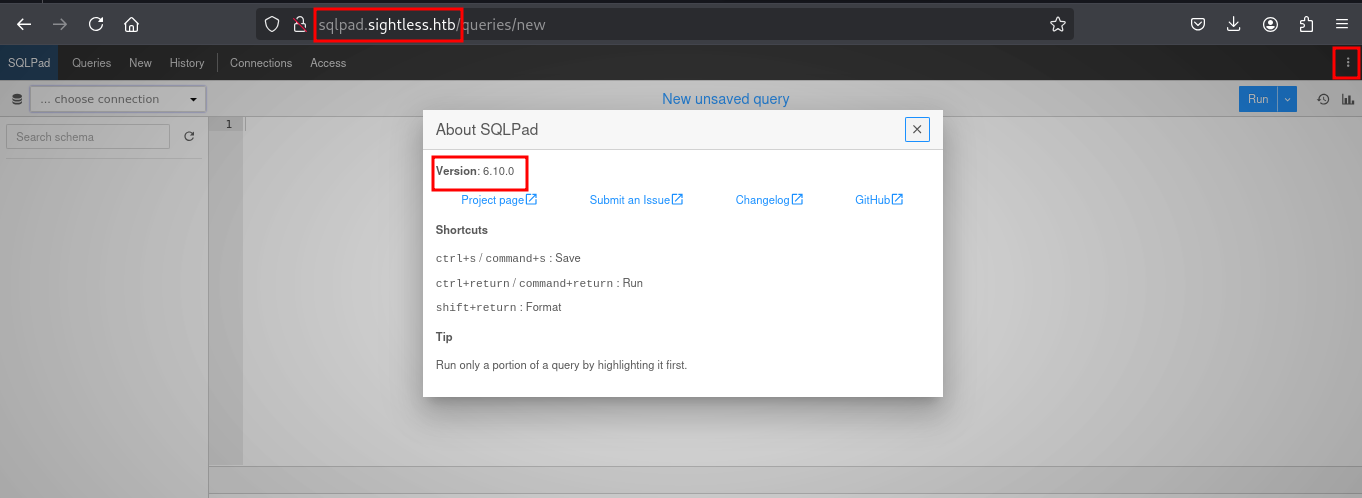 sqlpad.sightless.htb/queries/new
SQLPad Queries New History Connections Access
... choose connection New unsaved query Run
Search schema 1
About SQLPad
Version: 6.10.0
Project page Submit an Issue Changelog GitHub
Shortcuts
ctrl+s / command+s : Save
ctrl+return / command+return : Run
shift+return : Format
Tip
Run only a portion of a query by highlighting it first.